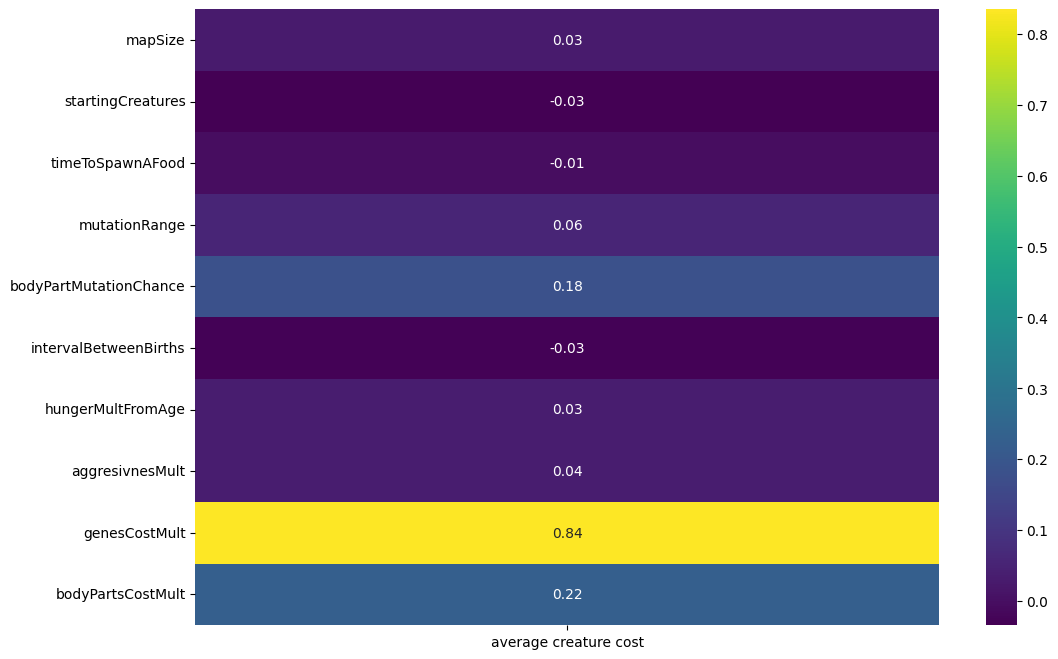 mapSize 0.03
startingCreatures -0.03
timeToSpawnAFood -0.01
mutationRange 0.06
bodyPartMutationChance 0.18
intervalBetweenBirths -0.03
hungerMultFromAge 0.03
aggresivnesMult 0.04
genesCostMult 0.84
bodyPartsCostMult 0.22
average creature cost
0.8
0.7
0.6
0.5
0.4
0.3
0.2
0.1
0.0